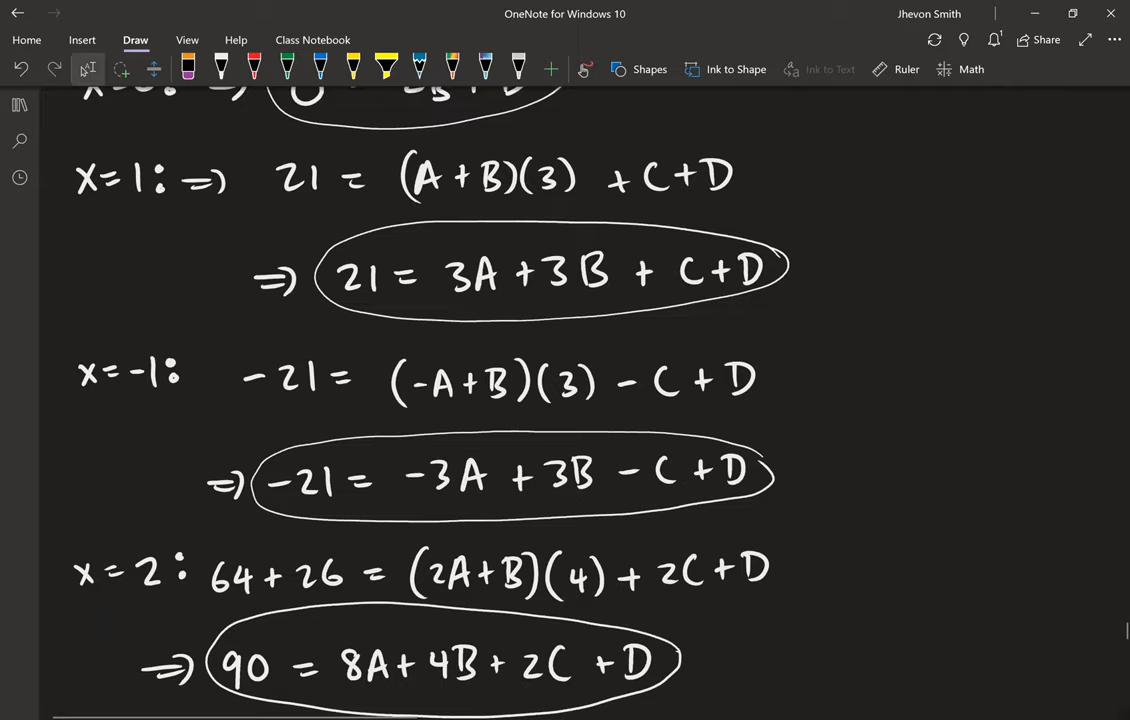 OneNote for Windows 10
Jhevon Smith
Home Insert Draw View Help Class Notebook
Share
Shapes Ink to Shape Ink to Text Ruler Math
x=1: => 21 = (A+B)(3) + C+D
=> 21 = 3A + 3B + C+D
x=-1: -21 = (-A+B)(3) - C + D
=> -21 = -3A + 3B - C + D
x=2: 64+26 = (2A+B)(4) + 2C+D
=> 90 = 8A+4B+2C+D